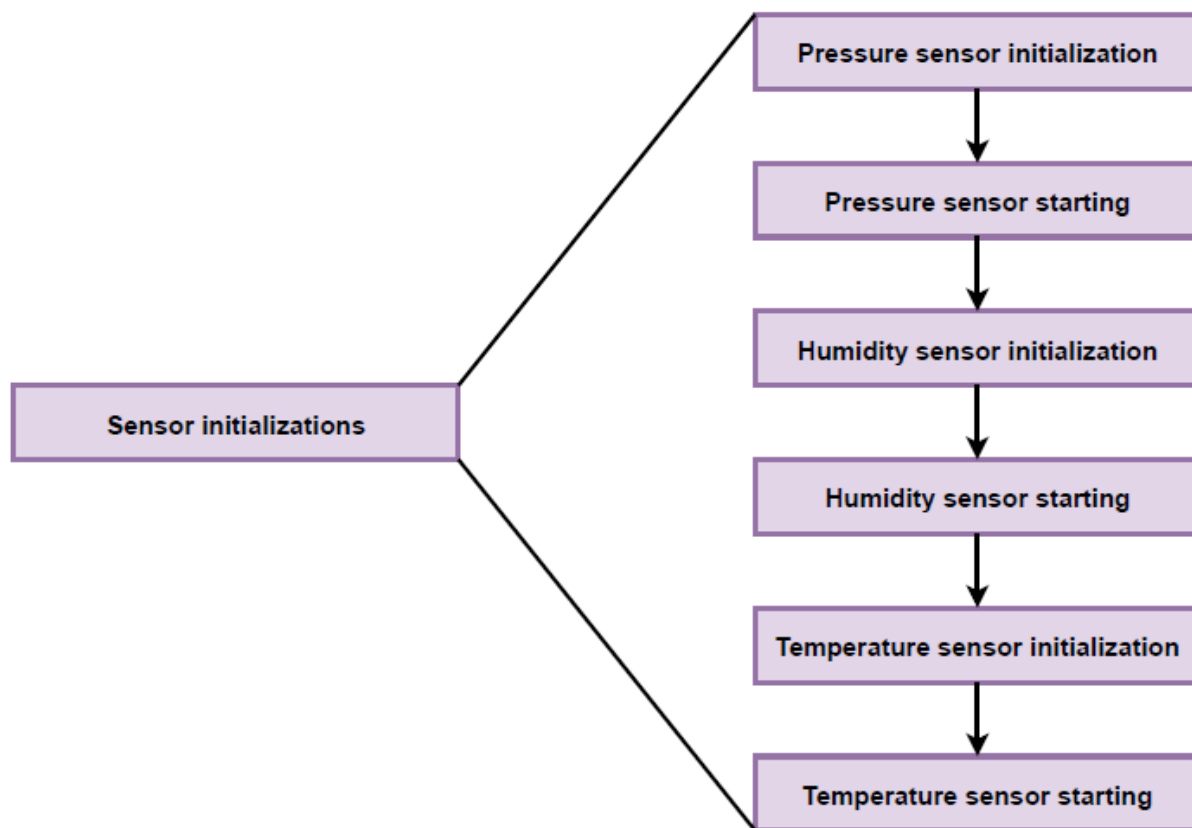 Pressure sensor initialization
Pressure sensor starting
Humidity sensor initialization
Sensor initializations
Humidity sensor starting
Temperature sensor initialization
Temperature sensor starting